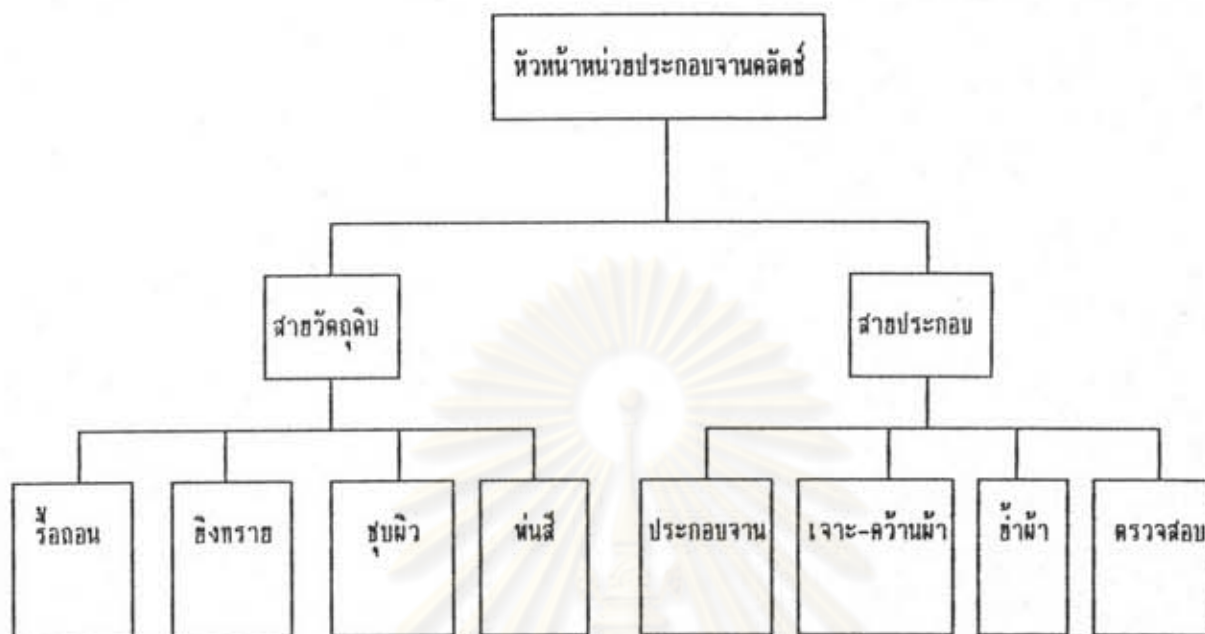 หัวหน้าหน่วยประกอบจานคลัตช์
สายวัตถุดิบ
สายประกอบ
รื้อถอน
ยิงทราย
ชุบผิว
พ่นสี
ประกอบจาน
เจาะ-คว้านผ้า
ย้ำผ้า
ตรวจสอบ